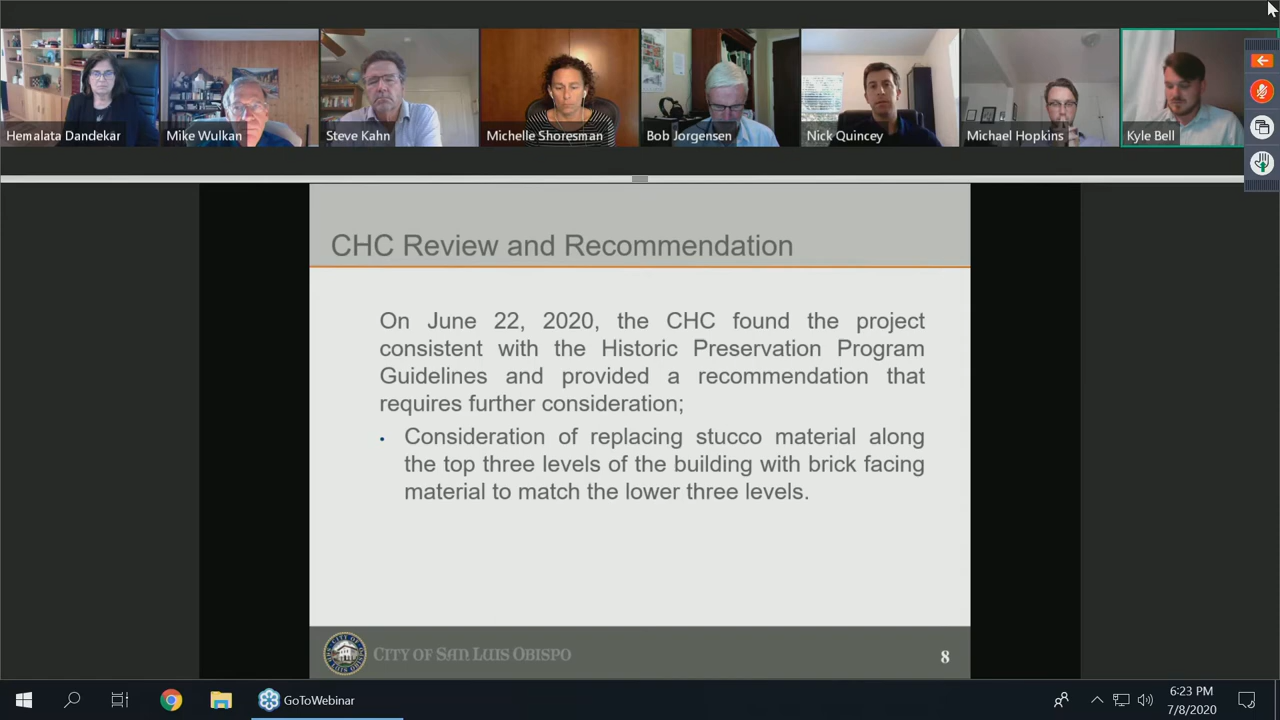 Hemalata Dandekar
Mike Wulkan
Steve Kahn
Michelle Shoresman
Bob Jorgensen
Nick Quincey
Michael Hopkins
Kyle Bell
CHC Review and Recommendation
On June 22, 2020, the CHC found the project
consistent with the Historic Preservation Program
Guidelines and provided a recommendation that
requires further consideration;
• Consideration of replacing stucco material along
the top three levels of the building with brick facing
material to match the lower three levels.
CITY OF SAN LUIS OBISPO
8
GoToWebinar
6:23 PM
7/8/2020